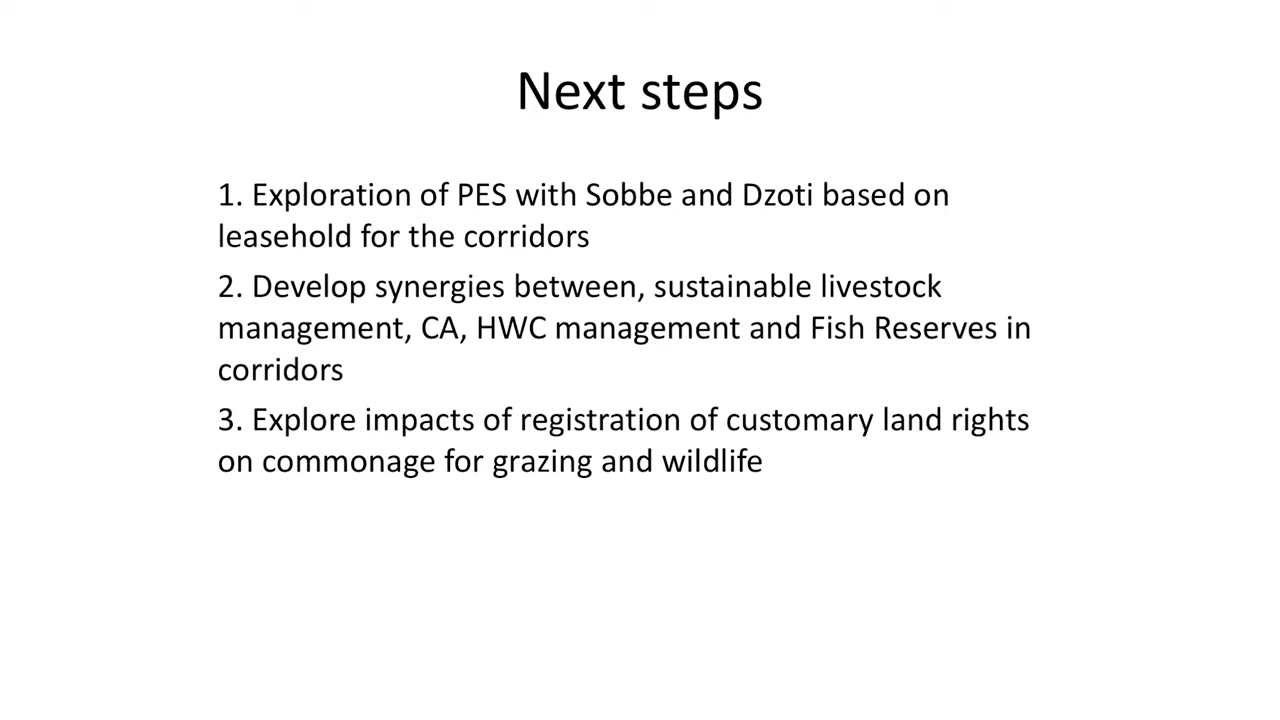 Next steps
1. Exploration of PES with Sobbe and Dzoti based on
leasehold for the corridors
2. Develop synergies between, sustainable livestock
management, CA, HWC management and Fish Reserves in
corridors
3. Explore impacts of registration of customary land rights
on commonage for grazing and wildlife